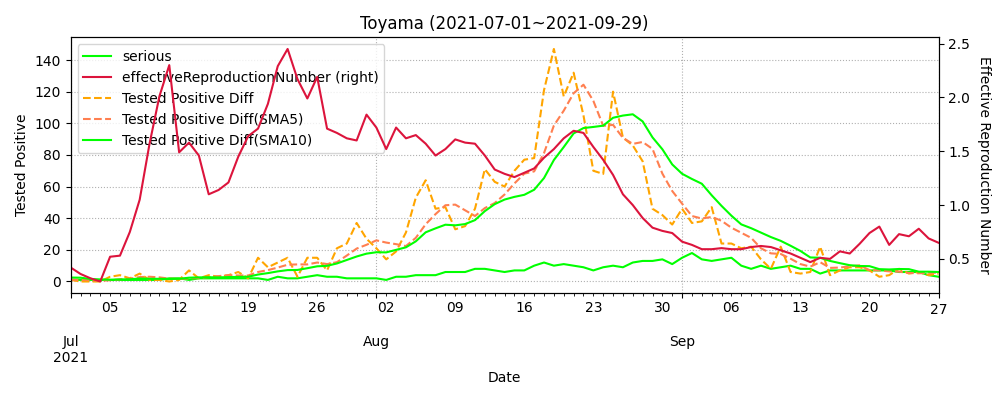 Toyama (2021-07-01~2021-09-29)
serious
effectiveReproductionNumber (right)
Tested Positive Diff
Tested Positive Diff(SMA5)
Tested Positive Diff(SMA10)
Tested Positive
140
120
100
80
60
40
20
0
Effective Reproduction Number
2.5
2.0
1.5
1.0
0.5
05 12 19 26 02 09 16 23 30 06 13 20 27
Jul Aug Sep
2021
Date